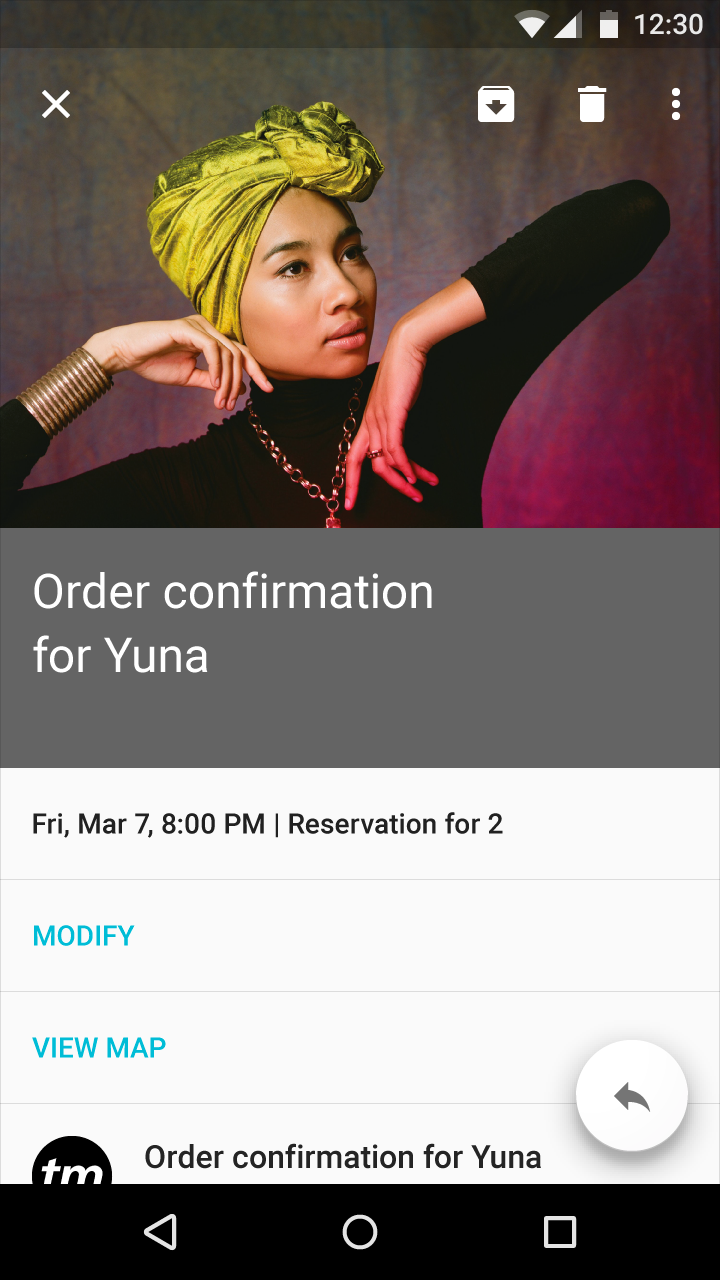 12:30
Order confirmation
for Yuna
Fri, Mar 7, 8:00 PM | Reservation for 2
MODIFY
VIEW MAP
Order confirmation for Yuna
tm